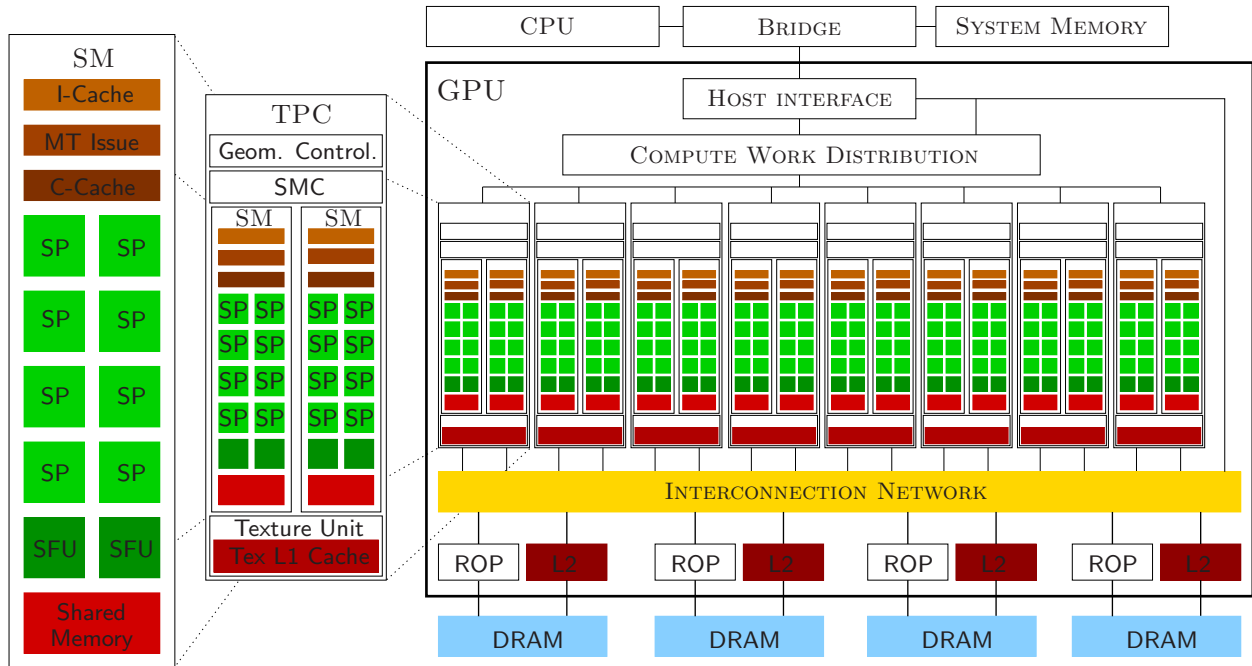 SM
I-Cache
MT Issue
C-Cache
SP SP
SP SP
SP SP
SP SP
SFU SFU
Shared
Memory
TPC
Geom. Control.
SMC
SM SM
SP SP SP SP
SP SP SP SP
SP SP SP SP
SP SP SP SP
Texture Unit
Tex L1 Cache
CPU BRIDGE SYSTEM MEMORY
GPU
HOST INTERFACE
COMPUTE WORK DISTRIBUTION
INTERCONNECTION NETWORK
ROP L2 ROP L2 ROP L2 ROP L2
DRAM DRAM DRAM DRAM